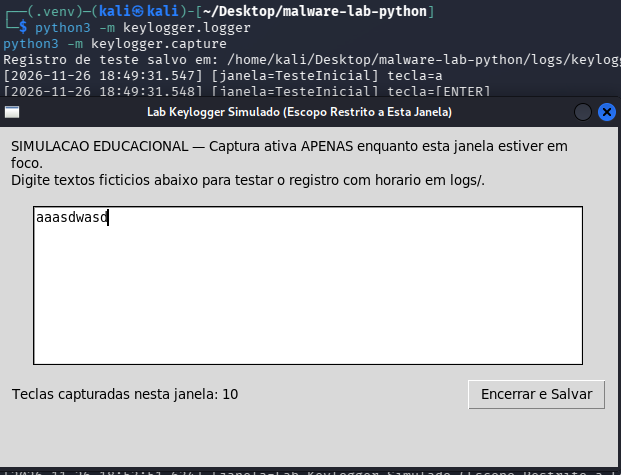 (.venv)-(kali㉿kali)-[~/Desktop/malware-lab-python]
$ python3 -m keylogger.logger
python3 -m keylogger.capture
Registro de teste salvo em: /home/kali/Desktop/malware-lab-python/logs/keylogg
[2026-11-26 18:49:31.547] [janela=TesteInicial] tecla=a
[2026-11-26 18:49:31.548] [janela=TesteInicial] tecla=[ENTER]
Lab Keylogger Simulado (Escopo Restrito a Esta Janela)
SIMULACAO EDUCACIONAL — Captura ativa APENAS enquanto esta janela estiver em
foco.
Digite textos ficticios abaixo para testar o registro com horario em logs/.
aaasdwasd
Teclas capturadas nesta janela: 10
Encerrar e Salvar